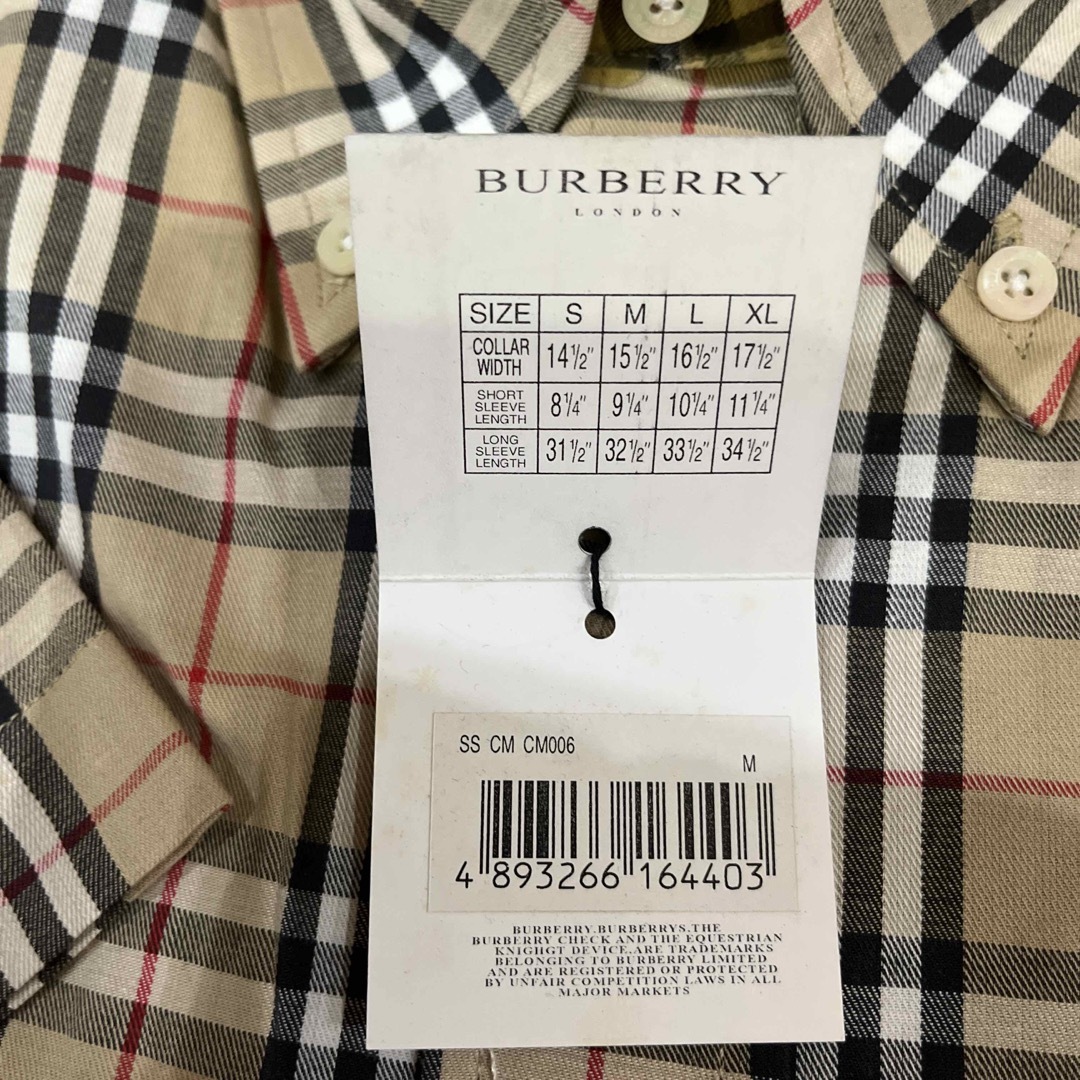 BURBERRY
LONDON
SIZE S M L XL
COLLAR WIDTH 14½" 15½" 16½" 17½"
SHORT SLEEVE LENGTH 8¼" 9¼" 10¼" 11¼"
LONG SLEEVE LENGTH 31½" 32½" 33½" 34½"
SS CM CM006
M
4 893266 164403
BURBERRY.BURBERRYS.THE
BURBERRY CHECK AND THE EQUESTRIAN
KNIGHGT DEVICE.ARE TRADEMARKS
BELONGING TO BURBERRY LIMITED
AND ARE REGISTERED OR PROTECTED
BY UNFAIR COMPETITION LAWS IN ALL
MAJOR MARKETS